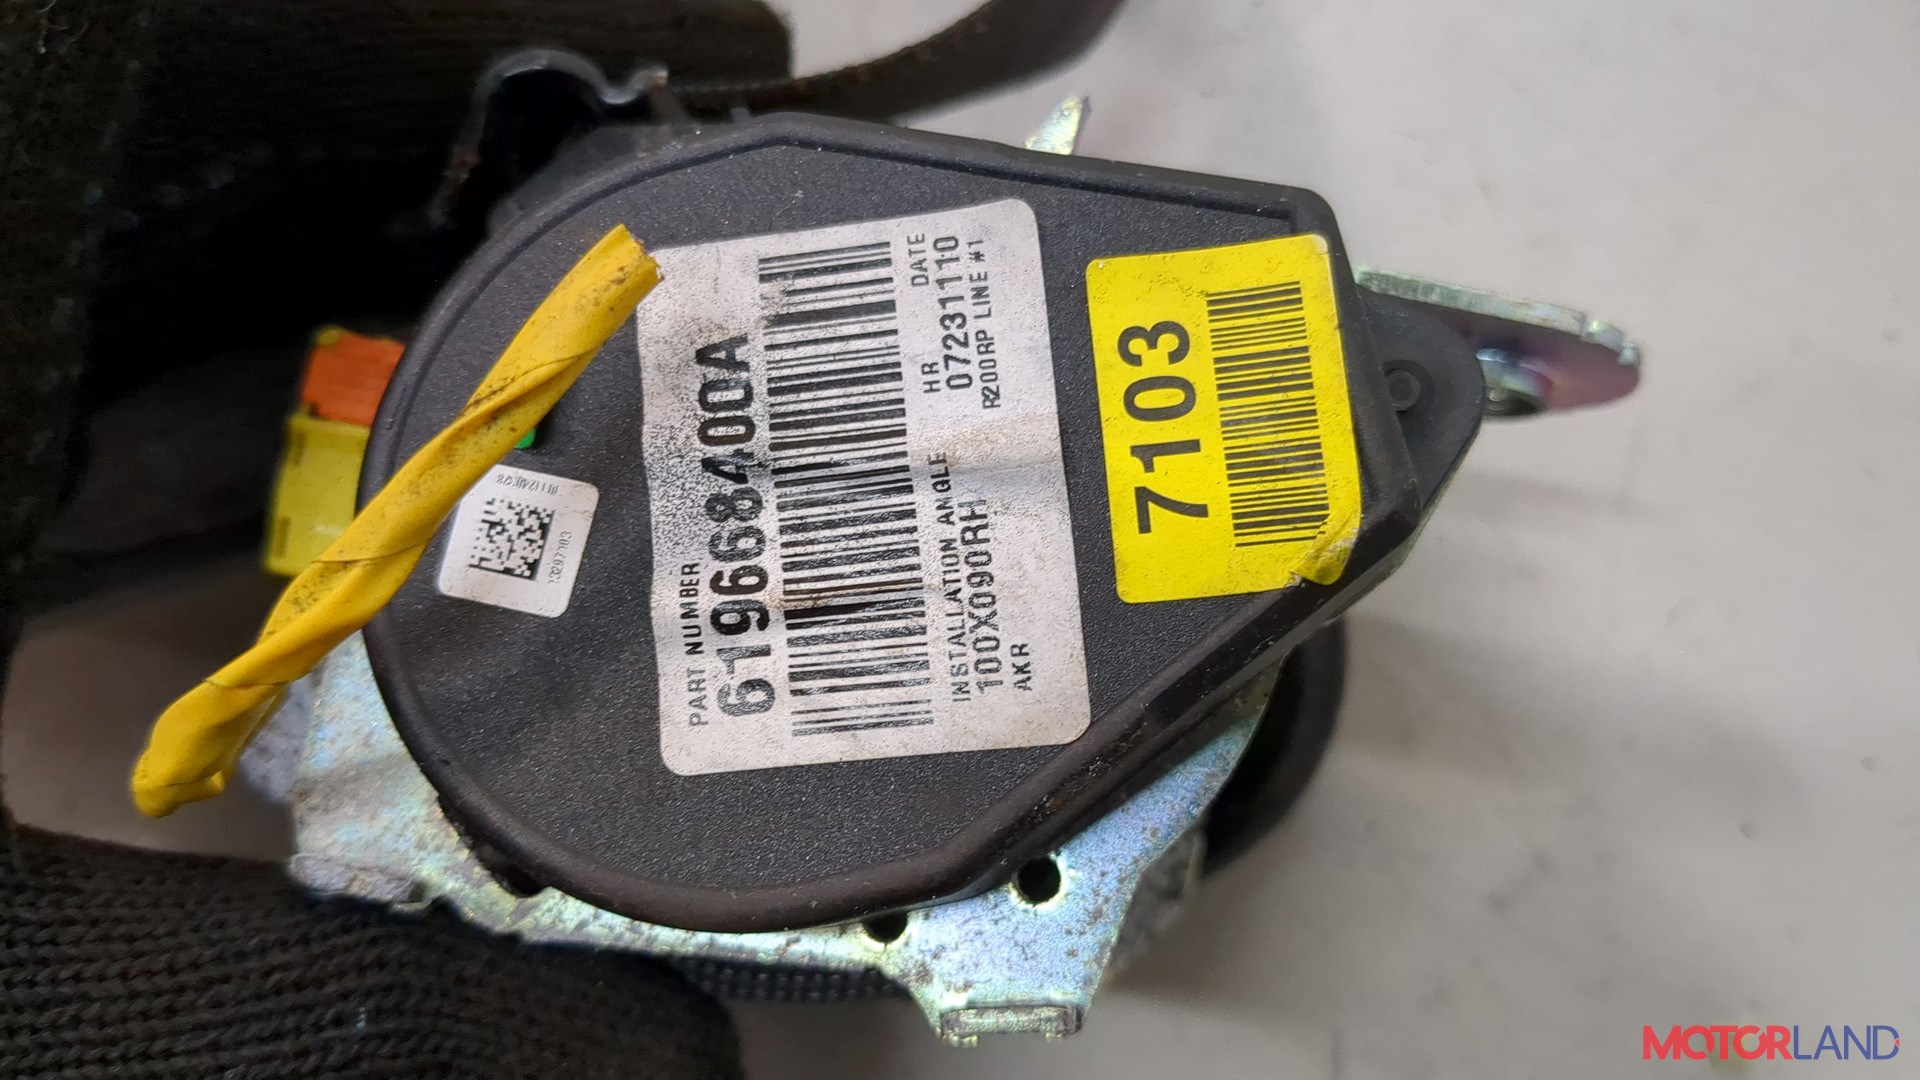 PART NUMBER
619668400A
HR DATE
07231110
R200RP LINE #1
INSTALLATION ANGLE
100X090RH
AKR
7103
MOTORLAND